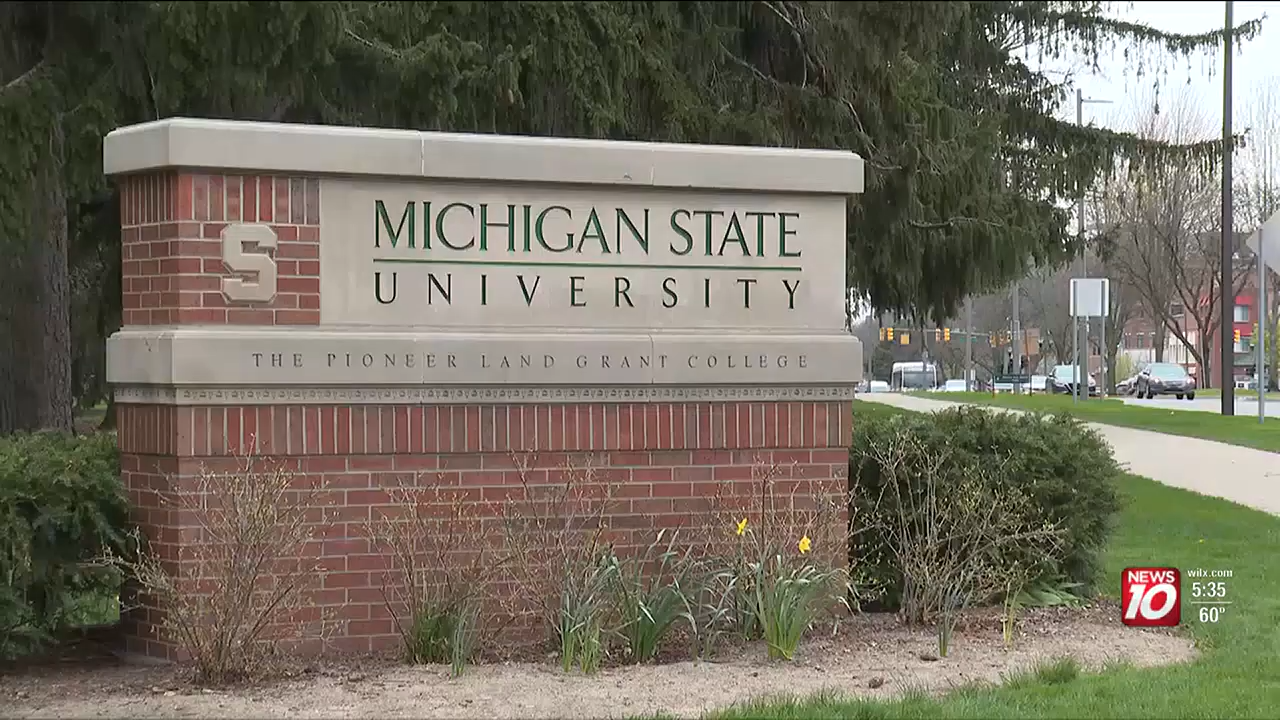 MICHIGAN STATE
UNIVERSITY
S
THE PIONEER LAND GRANT COLLEGE
NEWS
10
wilx.com
5:35
60°